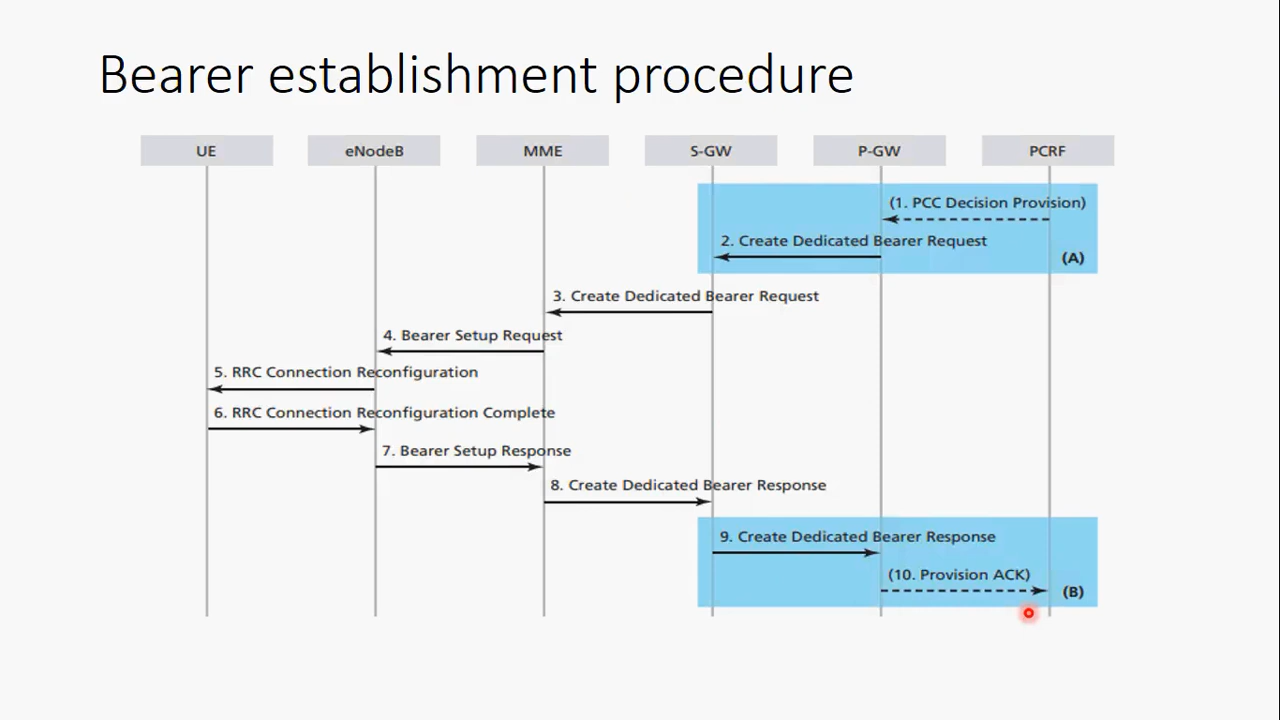 Bearer establishment procedure
UE
eNodeB
MME
S-GW
P-GW
PCRF
(1. PCC Decision Provision)
2. Create Dedicated Bearer Request
(A)
3. Create Dedicated Bearer Request
4. Bearer Setup Request
5. RRC Connection Reconfiguration
6. RRC Connection Reconfiguration Complete
7. Bearer Setup Response
8. Create Dedicated Bearer Response
9. Create Dedicated Bearer Response
(10. Provision ACK)
(B)